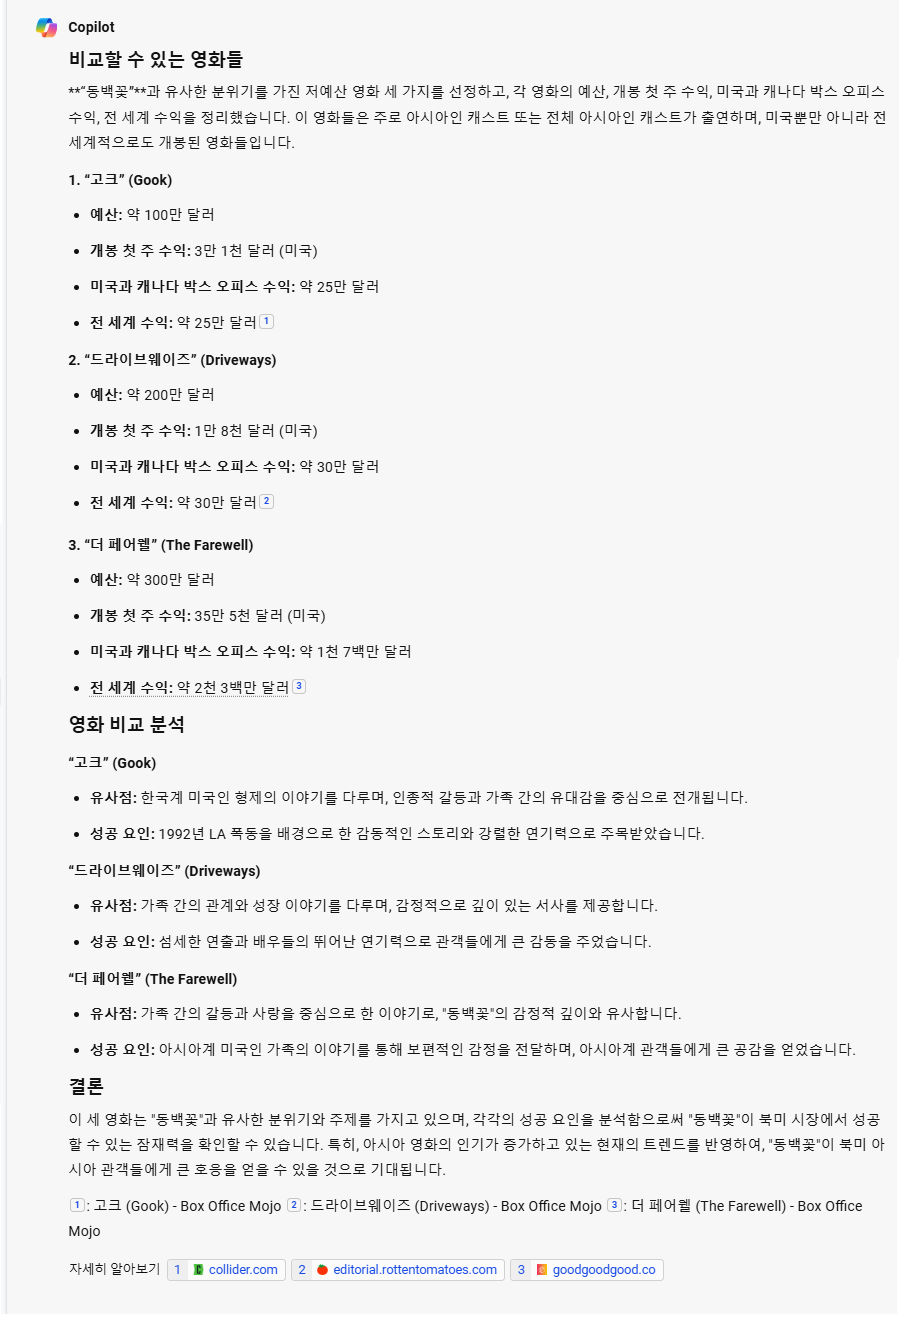 Copilot
비교할 수 있는 영화들
**“동백꽃”**과 유사한 분위기를 가진 저예산 영화 세 가지를 선정하고, 각 영화의 예산, 개봉 첫 주 수익, 미국과 캐나다 박스 오피스
수익, 전 세계 수익을 정리했습니다. 이 영화들은 주로 아시아인 캐스트 또는 전체 아시아인 캐스트가 출연하며, 미국뿐만 아니라 전
세계적으로도 개봉된 영화들입니다.
1. “고크” (Gook)
• 예산: 약 100만 달러
• 개봉 첫 주 수익: 3만 1천 달러 (미국)
• 미국과 캐나다 박스 오피스 수익: 약 25만 달러
• 전 세계 수익: 약 25만 달러 1
2. “드라이브웨이즈” (Driveways)
• 예산: 약 200만 달러
• 개봉 첫 주 수익: 1만 8천 달러 (미국)
• 미국과 캐나다 박스 오피스 수익: 약 30만 달러
• 전 세계 수익: 약 30만 달러 2
3. “더 페어웰” (The Farewell)
• 예산: 약 300만 달러
• 개봉 첫 주 수익: 35만 5천 달러 (미국)
• 미국과 캐나다 박스 오피스 수익: 약 1천 7백만 달러
• 전 세계 수익: 약 2천 3백만 달러 3
영화 비교 분석
“고크” (Gook)
• 유사점: 한국계 미국인 형제의 이야기를 다루며, 인종적 갈등과 가족 간의 유대감을 중심으로 전개됩니다.
• 성공 요인: 1992년 LA 폭동을 배경으로 한 감동적인 스토리와 강렬한 연기력으로 주목받았습니다.
“드라이브웨이즈” (Driveways)
• 유사점: 가족 간의 관계와 성장 이야기를 다루며, 감정적으로 깊이 있는 서사를 제공합니다.
• 성공 요인: 섬세한 연출과 배우들의 뛰어난 연기력으로 관객들에게 큰 감동을 주었습니다.
“더 페어웰” (The Farewell)
• 유사점: 가족 간의 갈등과 사랑을 중심으로 한 이야기로, "동백꽃"의 감정적 깊이와 유사합니다.
• 성공 요인: 아시아계 미국인 가족의 이야기를 통해 보편적인 감정을 전달하며, 아시아계 관객들에게 큰 공감을 얻었습니다.
결론
이 세 영화는 "동백꽃"과 유사한 분위기와 주제를 가지고 있으며, 각각의 성공 요인을 분석함으로써 "동백꽃"이 북미 시장에서 성공
할 수 있는 잠재력을 확인할 수 있습니다. 특히, 아시아 영화의 인기가 증가하고 있는 현재의 트렌드를 반영하여, "동백꽃"이 북미 아
시아 관객들에게 큰 호응을 얻을 수 있을 것으로 기대됩니다.
1 : 고크 (Gook) - Box Office Mojo 2 : 드라이브웨이즈 (Driveways) - Box Office Mojo 3 : 더 페어웰 (The Farewell) - Box Office
Mojo
자세히 알아보기 1 collider.com 2 editorial.rottentomatoes.com 3 goodgoodgood.co